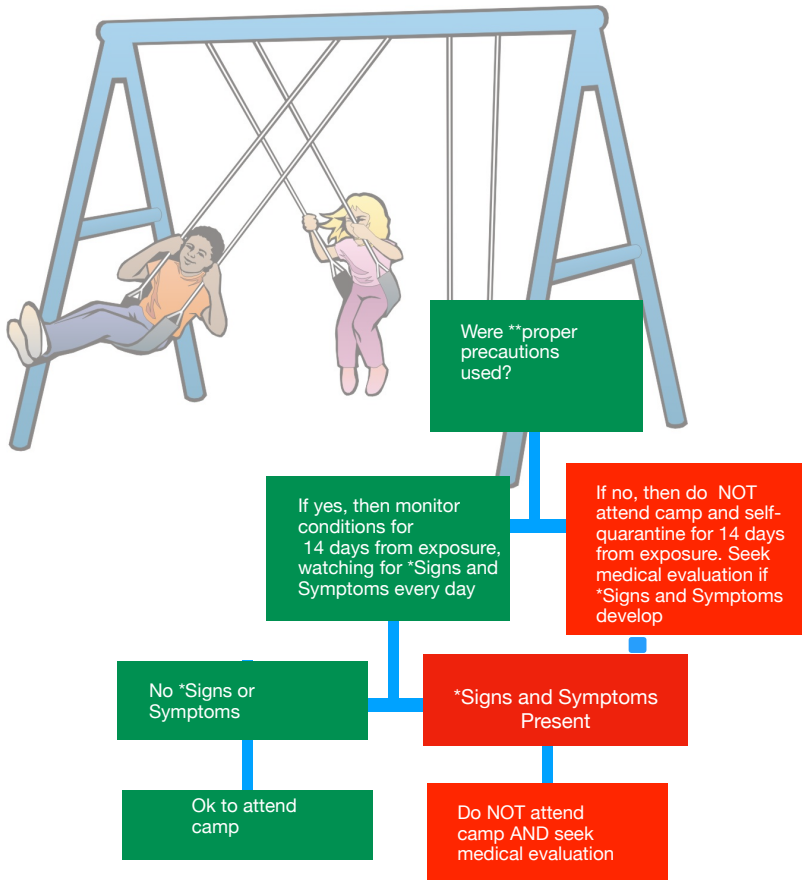 Were **proper
precautions
used?
If yes, then monitor
conditions for
14 days from exposure,
watching for *Signs and
Symptoms every day
If no, then do NOT
attend camp and self-
quarantine for 14 days
from exposure. Seek
medical evaluation if
*Signs and Symptoms
develop
No *Signs or
Symptoms
*Signs and Symptoms
Present
Ok to attend
camp
Do NOT attend
camp AND seek
medical evaluation